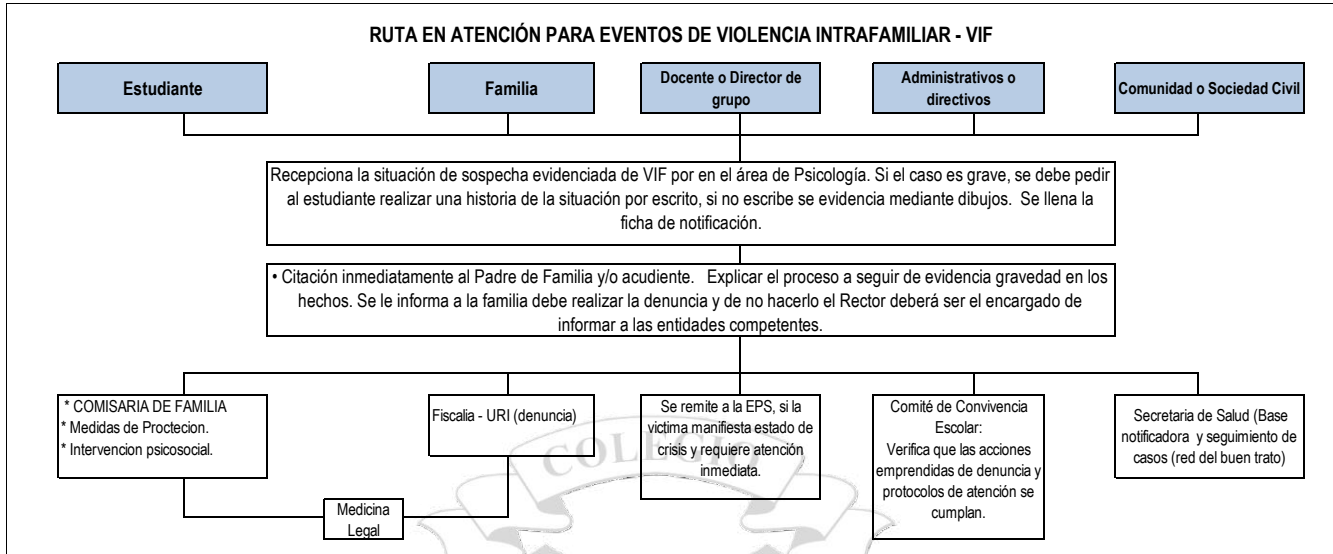 RUTA EN ATENCIÓN PARA EVENTOS DE VIOLENCIA INTRAFAMILIAR - VIF
Estudiante
Familia
Docente o Director de
grupo
Administrativos o
directivos
Comunidad o Sociedad Civil
Recepciona la situación de sospecha evidenciada de VIF por en el área de Psicología. Si el caso es grave, se debe pedir
al estudiante realizar una historia de la situación por escrito, si no escribe se evidencia mediante dibujos. Se llena la
ficha de notificación.
• Citación inmediatamente al Padre de Familia y/o acudiente. Explicar el proceso a seguir de evidencia gravedad en los
hechos. Se le informa a la familia debe realizar la denuncia y de no hacerlo el Rector deberá ser el encargado de
informar a las entidades competentes.
* COMISARIA DE FAMILIA
* Medidas de Proctecion.
* Intervencion psicosocial.
Fiscalia - URI (denuncia)
Medicina
Legal
Se remite a la EPS, si la
victima manifiesta estado de
crisis y requiere atención
inmediata.
Comité de Convivencia
Escolar:
Verifica que las acciones
emprendidas de denuncia y
protocolos de atención se
cumplan.
Secretaria de Salud (Base
notificadora y seguimiento de
casos (red del buen trato)
COLEGIO